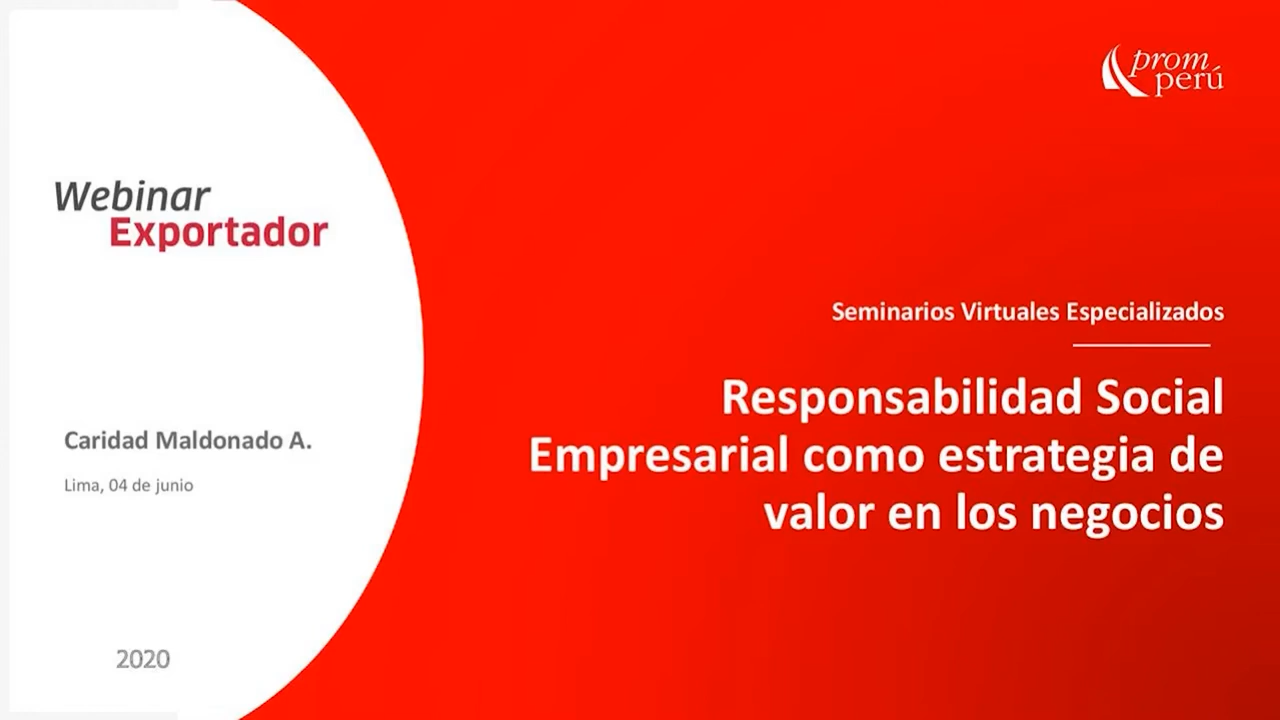 Webinar
Exportador
Caridad Maldonado A.
Lima, 04 de junio
2020
prom
perú
Seminarios Virtuales Especializados
Responsabilidad Social
Empresarial como estrategia de
valor en los negocios